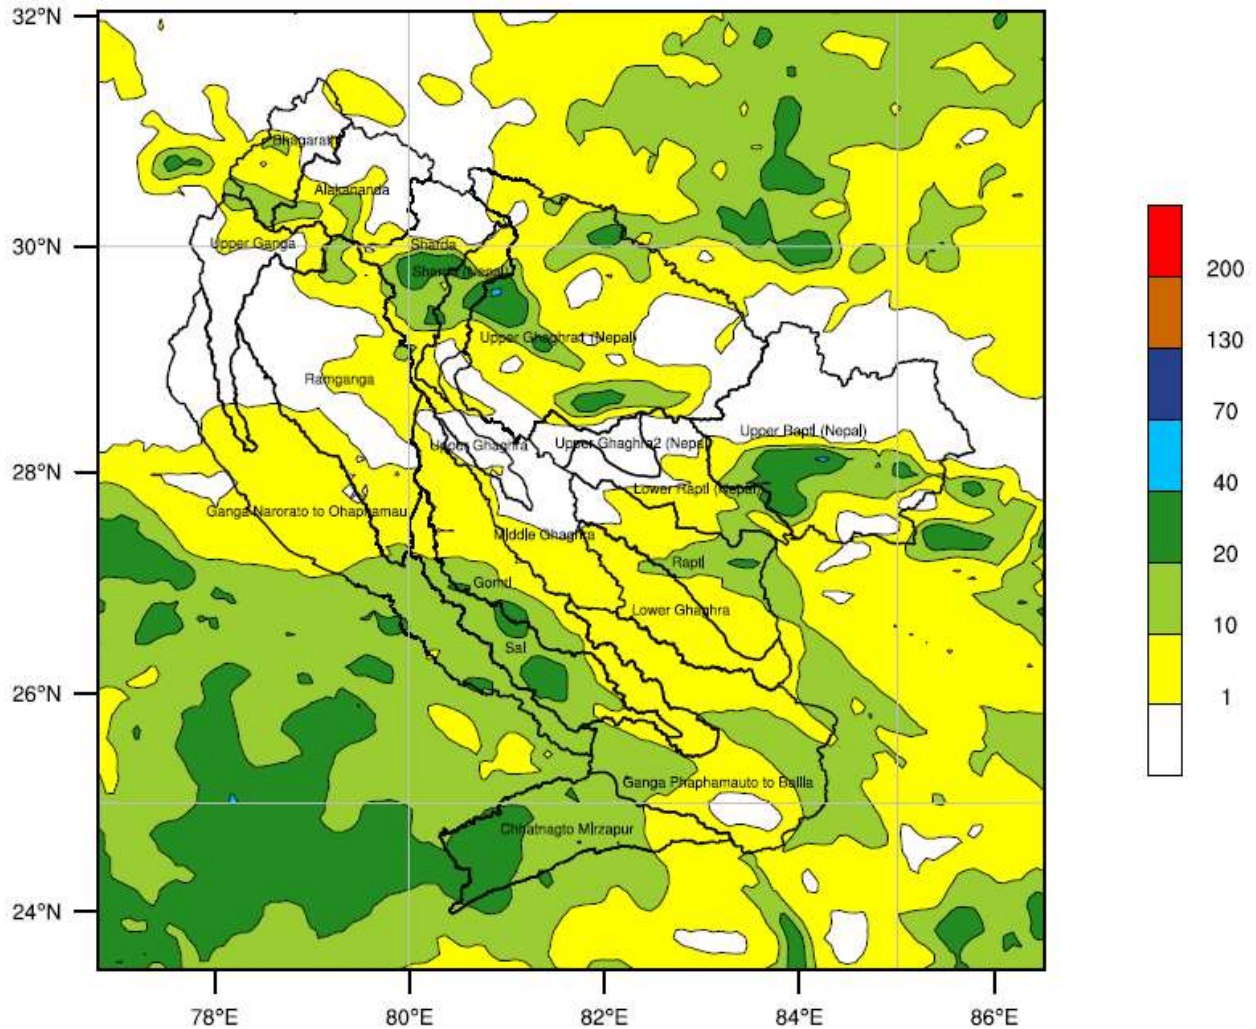 32°N
Bhagarati
Alakananda
30°N
Upper Ganga
Sharda
Sharda (Nepal)
Upper Ghaghra1 (Nepal)
Ramganga
Upper Ghaghra
Upper Ghaghra2 (Nepal)
Upper Rapti (Nepal)
28°N
Lower Rapti (Nepal)
Ganga Narorato to Ohaphamau
Middle Ghaghra
Rapti
Gomti
Lower Ghaghra
Sai
26°N
Ganga Phaphamauto to Ballia
Chhatnagto Mirzapur
24°N
78°E
80°E
82°E
84°E
86°E
200
130
70
40
20
10
1